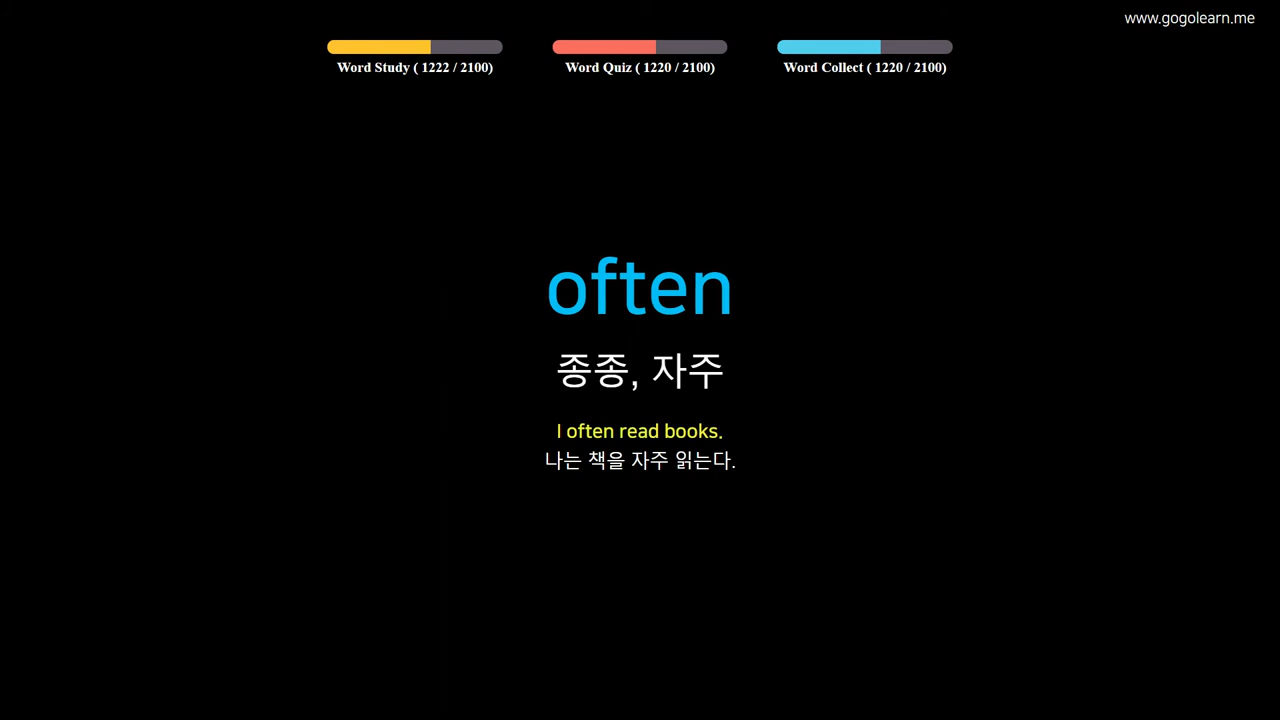 www.gogolearn.me
Word Study ( 1222 / 2100)
Word Quiz ( 1220 / 2100)
Word Collect ( 1220 / 2100)
often
종종, 자주
I often read books.
나는 책을 자주 읽는다.